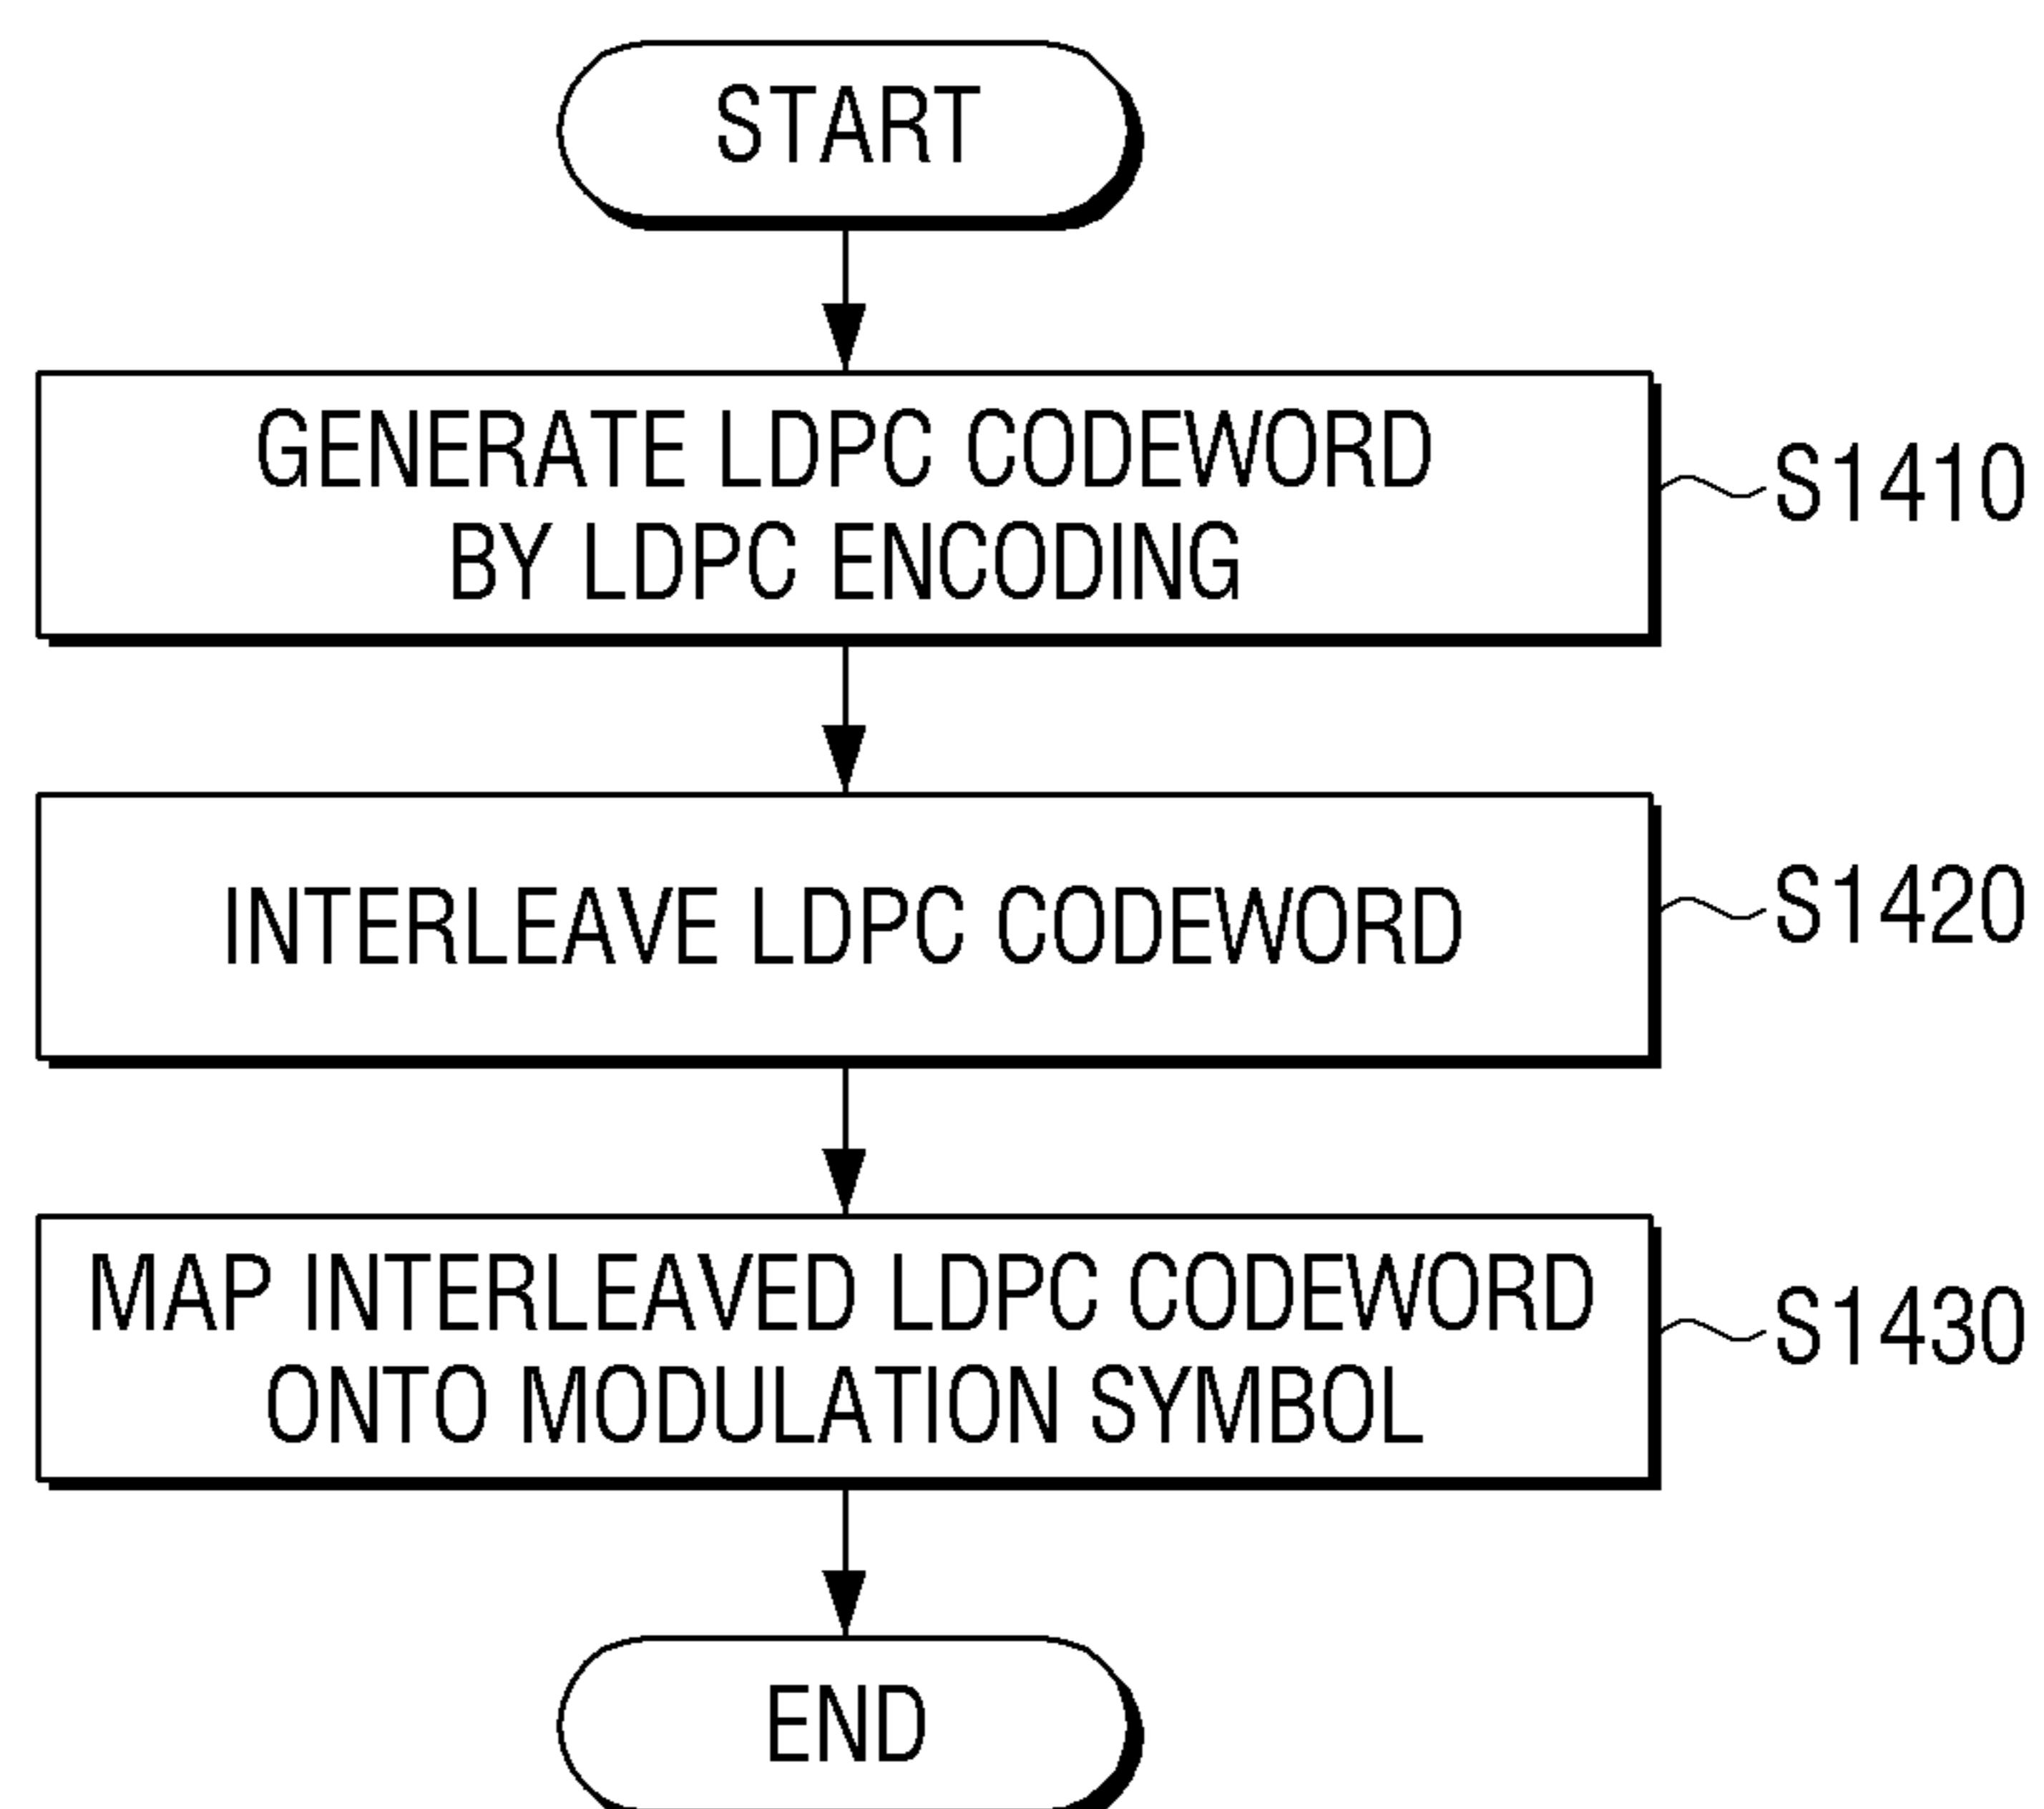 START
GENERATE LDPC CODEWORD
BY LDPC ENCODING
S1410
INTERLEAVE LDPC CODEWORD
S1420
MAP INTERLEAVED LDPC CODEWORD
ONTO MODULATION SYMBOL
S1430
END